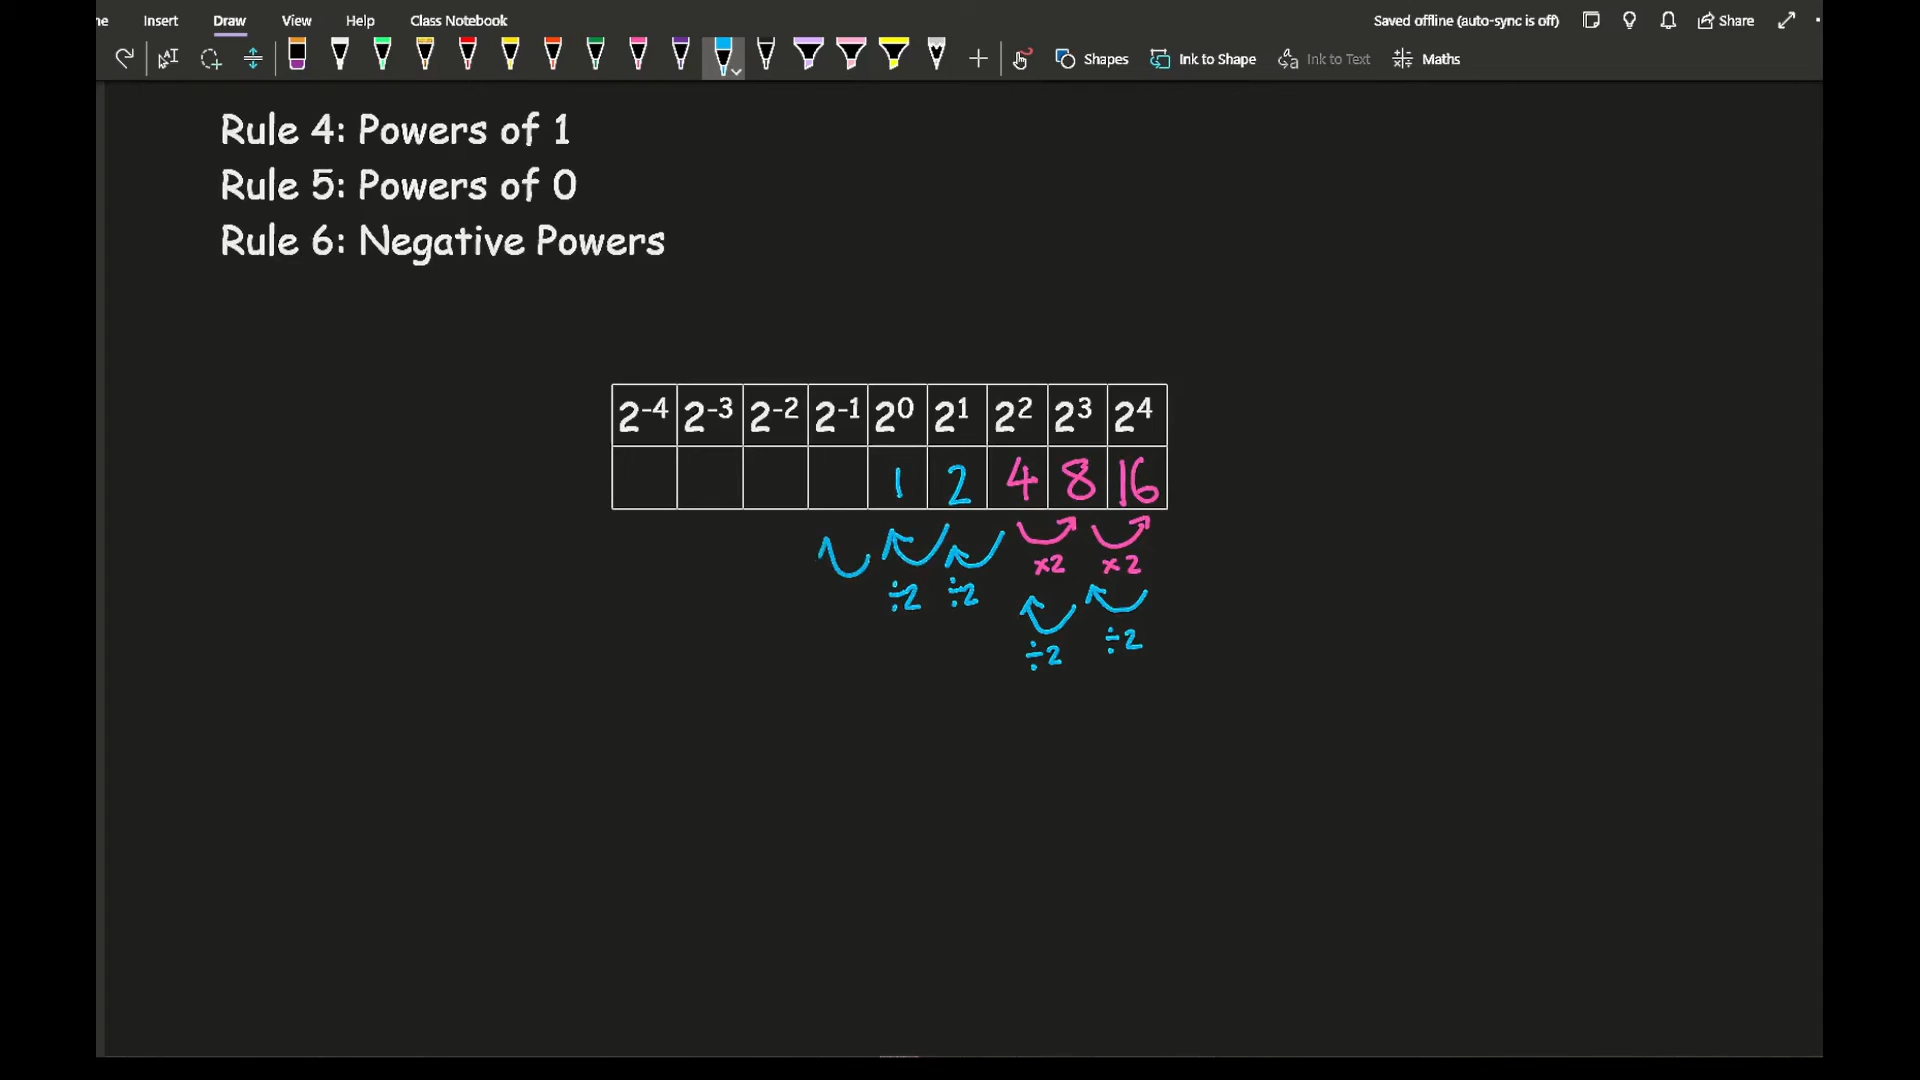 ne Insert Draw View Help Class Notebook Saved offline (auto-sync is off) Share
Shapes Ink to Shape Ink to Text Maths
Rule 4: Powers of 1
Rule 5: Powers of 0
Rule 6: Negative Powers
2⁻⁴ 2⁻³ 2⁻² 2⁻¹ 2⁰ 2¹ 2² 2³ 2⁴
1 2 4 8 16
×2 ×2
÷2 ÷2
÷2 ÷2